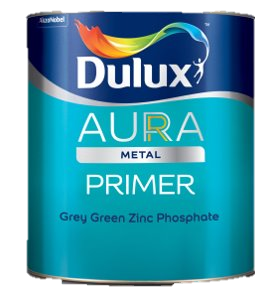 AkzoNobel
Dulux
AURA
METAL
PRIMER
Grey Green Zinc Phosphate